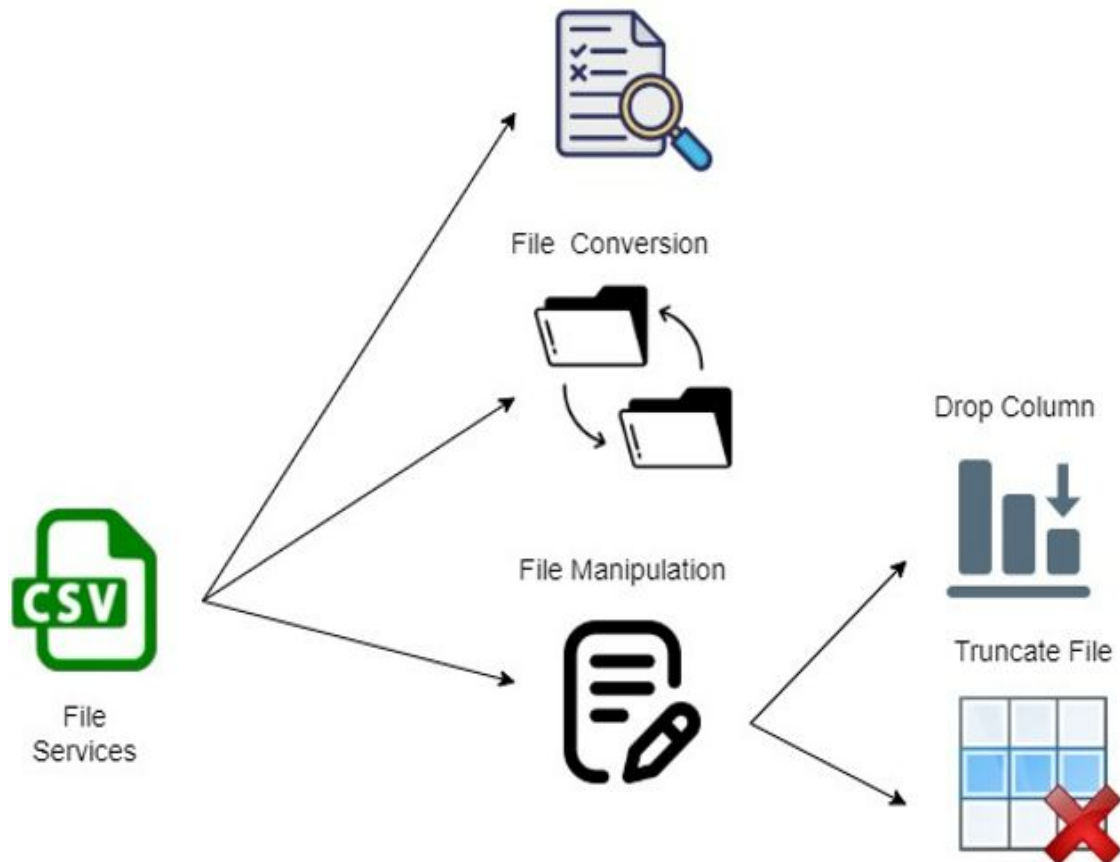 File  Conversion
Drop Column
CSV
File Manipulation
Truncate File
File
Services